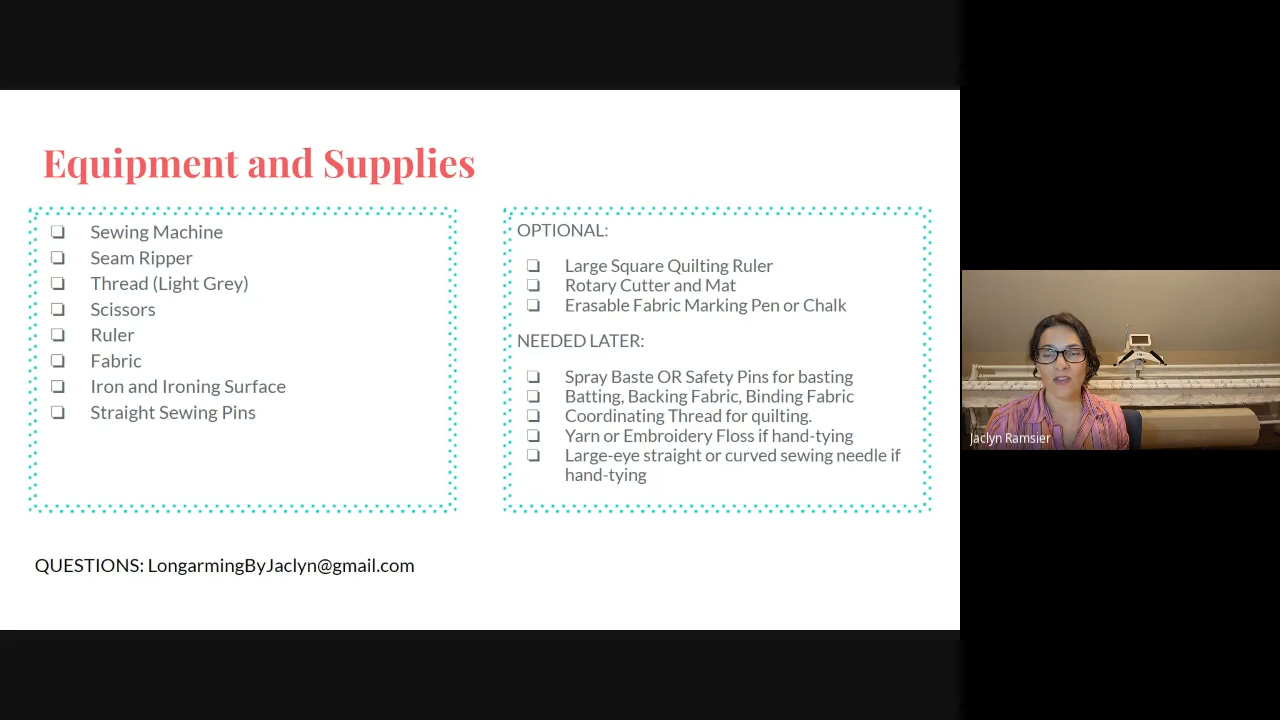 Equipment and Supplies
Sewing Machine
Seam Ripper
Thread (Light Grey)
Scissors
Ruler
Fabric
Iron and Ironing Surface
Straight Sewing Pins
OPTIONAL:
Large Square Quilting Ruler
Rotary Cutter and Mat
Erasable Fabric Marking Pen or Chalk
NEEDED LATER:
Spray Baste OR Safety Pins for basting
Batting, Backing Fabric, Binding Fabric
Coordinating Thread for quilting.
Yarn or Embroidery Floss if hand-tying
Large-eye straight or curved sewing needle if
hand-tying
QUESTIONS: LongarmingByJaclyn@gmail.com
Jaclyn Ramsier